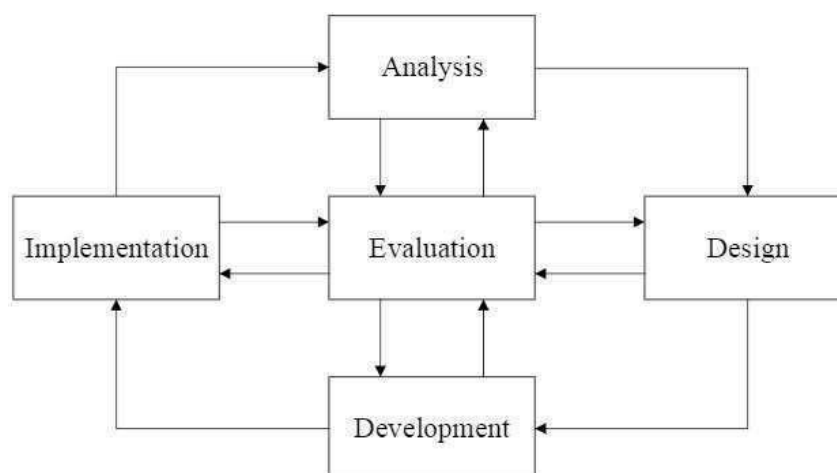 Analysis
Implementation
Evaluation
Design
Development